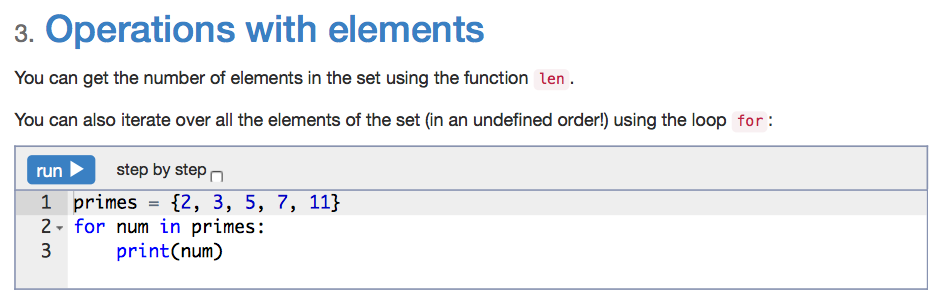 3. Operations with elements
You can get the number of elements in the set using the function len.
You can also iterate over all the elements of the set (in an undefined order!) using the loop for:
run step by step
1 primes = {2, 3, 5, 7, 11}
2 for num in primes:
3     print(num)